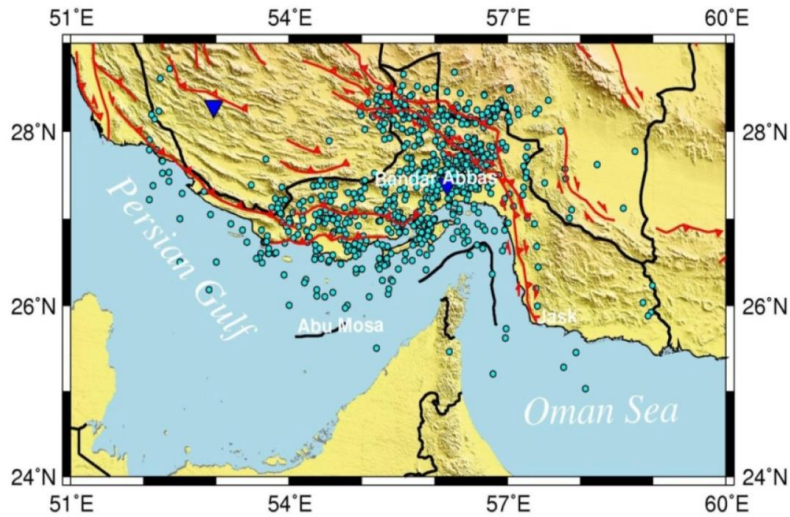 51°E 54°E 57°E 60°E
28°N 28°N
Bandar Abbas
Persian Gulf
26°N 26°N
Jask
Abu Mosa
Oman Sea
24°N 24°N
51°E 54°E 57°E 60°E